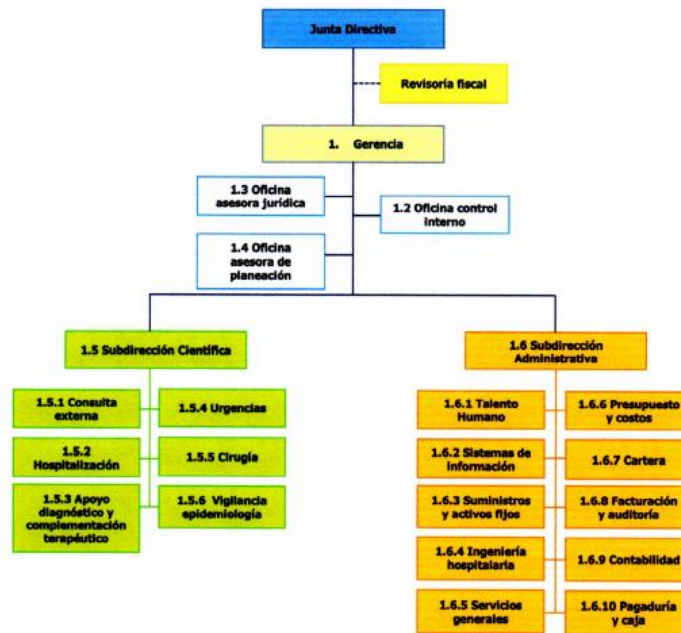 Junta Directiva
Revisoría fiscal
1. Gerencia
1.3 Oficina
asesora jurídica
1.2 Oficina control
interno
1.4 Oficina
asesora de
planeación
1.5 Subdirección Científica
1.6 Subdirección
Administrativa
1.5.1 Consulta
externa
1.5.4 Urgencias
1.5.2
Hospitalización
1.5.5 Cirugía
1.5.3 Apoyo
diagnóstico y
complementación
terapéutico
1.5.6 Vigilancia
epidemiología
1.6.1 Talento
Humano
1.6.6 Presupuesto
y costos
1.6.2 Sistemas de
información
1.6.7 Cartera
1.6.3 Suministros
y activos fijos
1.6.8 Facturación
y auditoría
1.6.4 Ingeniería
hospitalaria
1.6.9 Contabilidad
1.6.5 Servicios
generales
1.6.10 Pagaduría
y caja